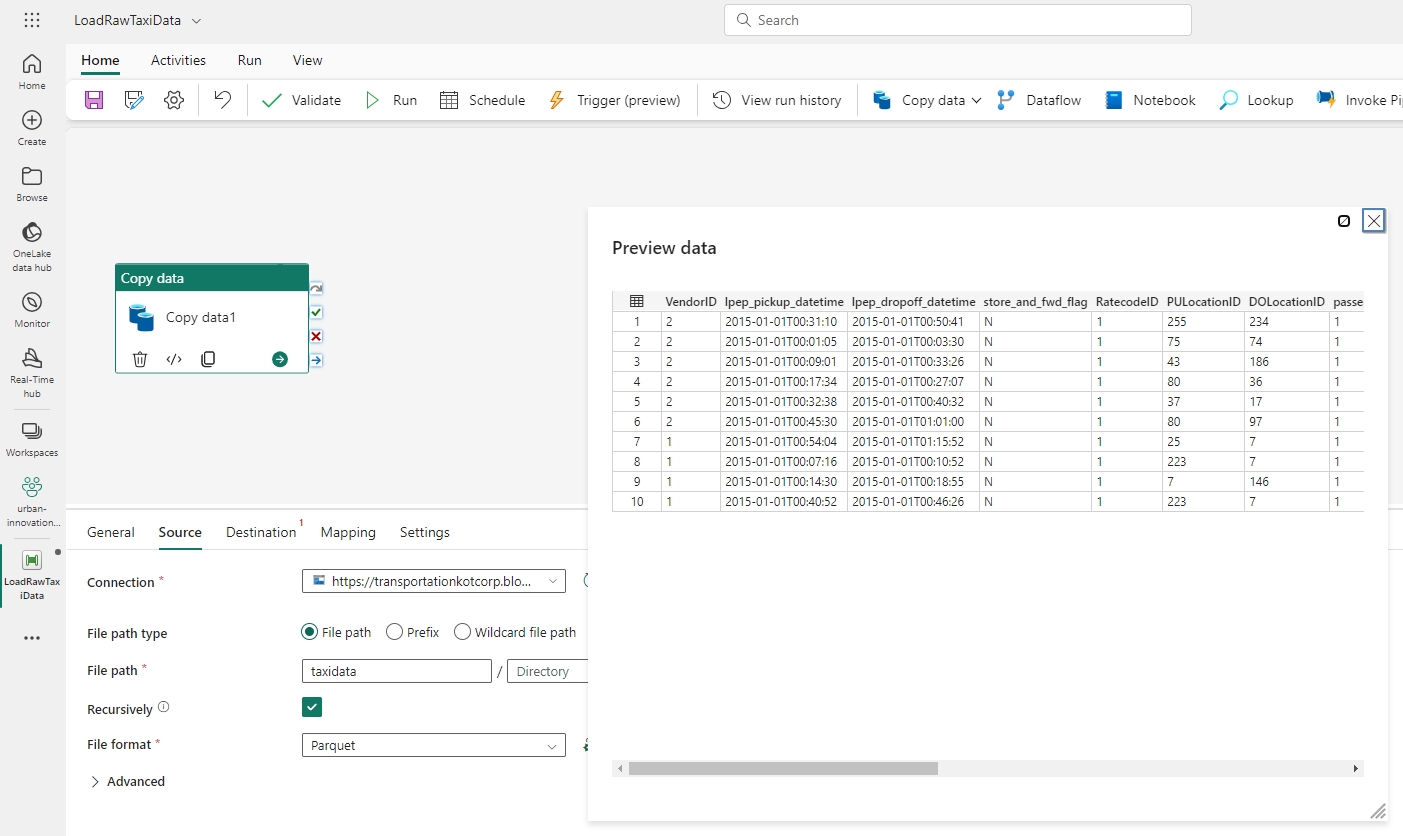 LoadRawTaxiData
Search
Home Activities Run View
Validate Run Schedule Trigger (preview) View run history Copy data Dataflow Notebook Lookup Invoke Pi
Home
Create
Browse
OneLake
data hub
Monitor
Real-Time
hub
Workspaces
urban-
innovation...
LoadRawTax
iData
Copy data
Copy data1
General Source Destination 1 Mapping Settings
Connection * https://transportationkotcorp.blo...
File path type File path Prefix Wildcard file path
File path * taxidata / Directory
Recursively
File format * Parquet
Advanced
Preview data
VendorID lpep_pickup_datetime lpep_dropoff_datetime store_and_fwd_flag RatecodeID PULocationID DOLocationID passe
1 2 2015-01-01T00:31:10 2015-01-01T00:50:41 N 1 255 234 1
2 2 2015-01-01T00:01:05 2015-01-01T00:03:30 N 1 75 74 1
3 2 2015-01-01T00:09:01 2015-01-01T00:33:26 N 1 43 186 1
4 2 2015-01-01T00:17:34 2015-01-01T00:27:07 N 1 80 36 1
5 2 2015-01-01T00:32:38 2015-01-01T00:40:32 N 1 37 17 1
6 2 2015-01-01T00:45:30 2015-01-01T01:01:00 N 1 80 97 1
7 1 2015-01-01T00:54:04 2015-01-01T01:15:52 N 1 25 7 1
8 1 2015-01-01T00:07:16 2015-01-01T00:10:52 N 1 223 7 1
9 1 2015-01-01T00:14:30 2015-01-01T00:18:55 N 1 7 146 1
10 1 2015-01-01T00:40:52 2015-01-01T00:46:26 N 1 223 7 1